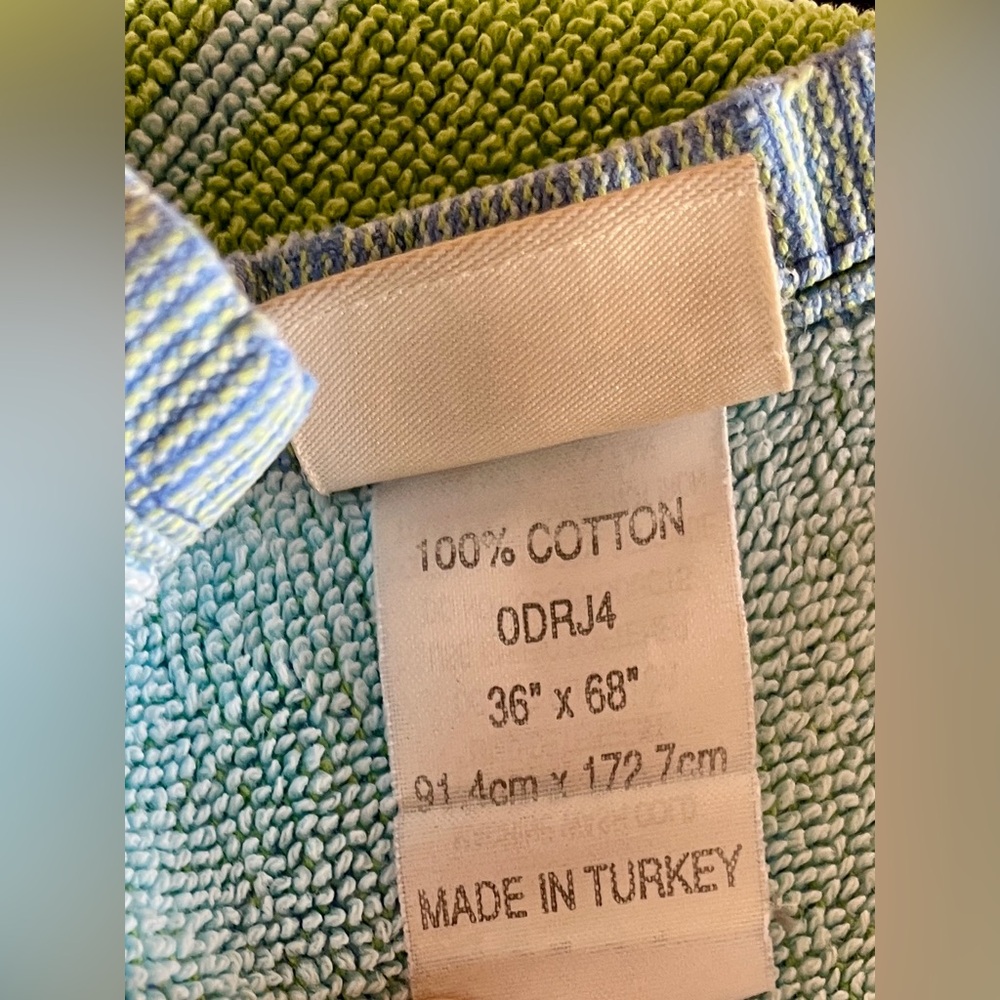 100% COTTON
0DRJ4
36" x 68"
91.4cm x 172.7cm
MADE IN TURKEY